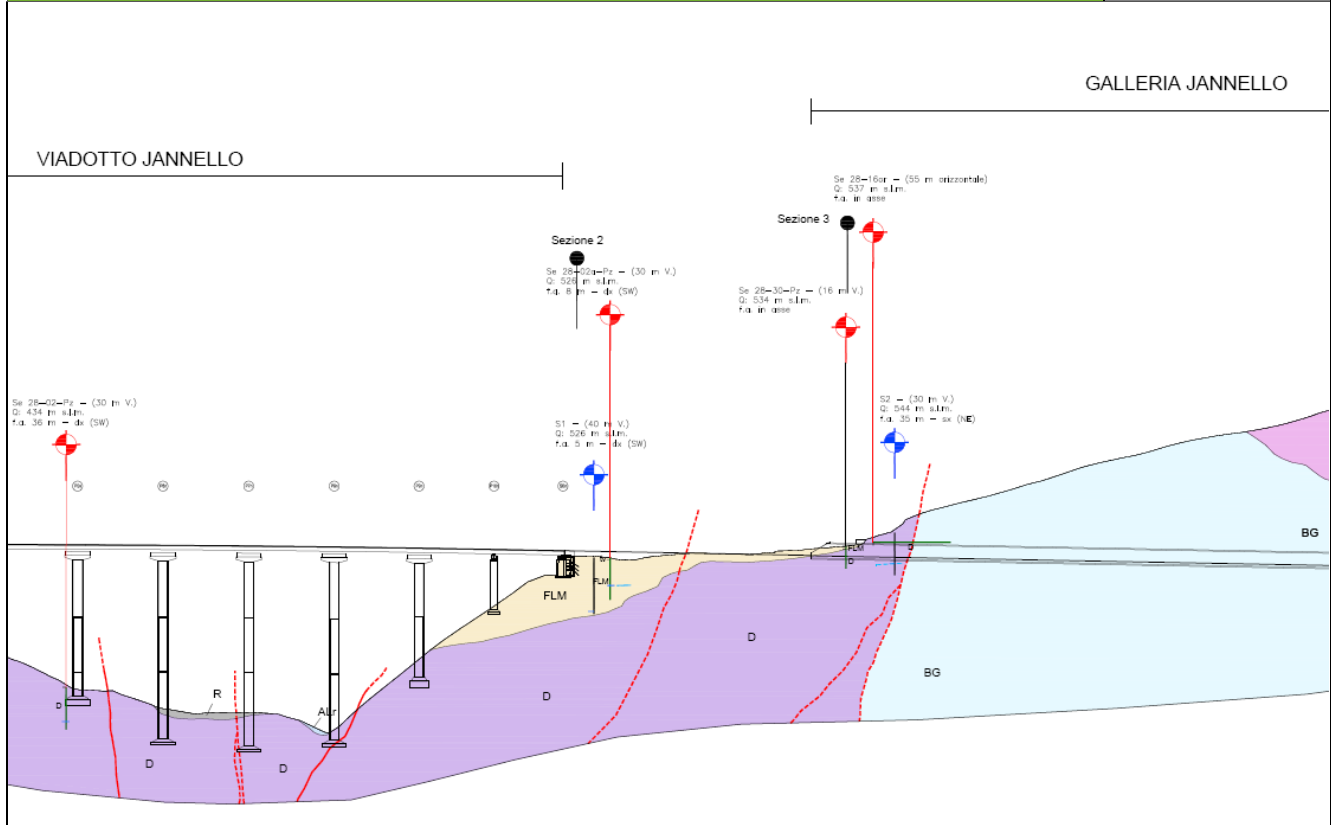 GALLERIA JANNELLO
VIADOTTO JANNELLO
Se 28-16or - (55 m orizzontale)
Q: 537 m s.l.m.
f.a. in asse
Sezione 3
Sezione 2
Se 28-02a-Pz - (30 m V.)
Q: 526 m s.l.m.
f.a. 8 m - dx (SW)
Se 28-30-Pz - (16 m V.)
Q: 534 m s.l.m.
f.a. in asse
Se 28-02-Pz - (30 m V.)
Q: 434 m s.l.m.
f.a. 36 m - dx (SW)
S1 - (40 m V.)
Q: 526 m s.l.m.
f.a. 5 m - dx (SW)
S2 - (30 m V.)
Q: 544 m s.l.m.
f.a. 35 m - sx (NE)
BG
FLM
D
D
FLM
FLM
D
BG
R
D
D
ALr
D
D